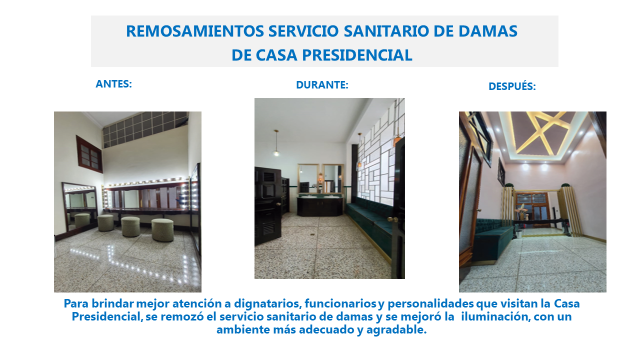 REMOSAMIENTOS SERVICIO SANITARIO DE DAMAS
DE CASA PRESIDENCIAL
ANTES:
DURANTE:
DESPUÉS:
Para brindar mejor atención a dignatarios, funcionarios y personalidades que visitan la Casa
Presidencial, se remozó el servicio sanitario de damas y se mejoró la iluminación, con un
ambiente más adecuado y agradable.